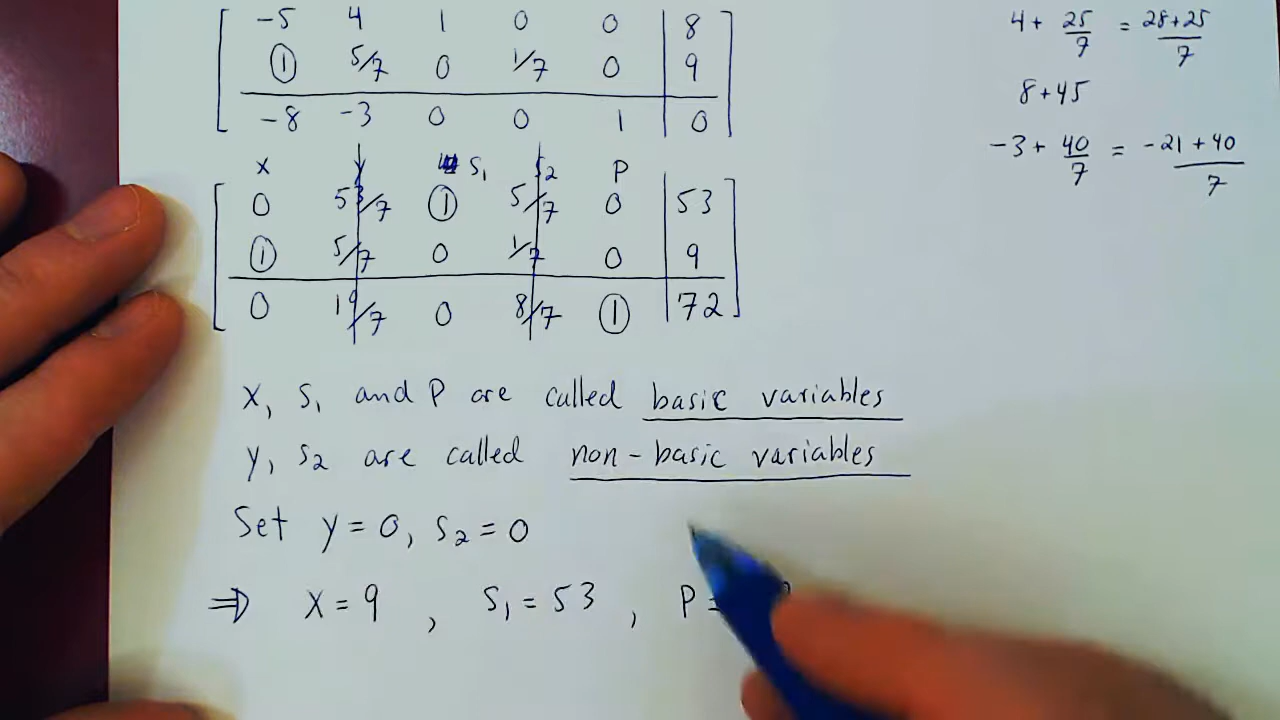 -5 4 1 0 0 | 8
1 5/7 0 1/7 0 | 9
-8 -3 0 0 1 | 0
x y s₁ s₂ P
0 53/7 1 5/7 0 | 53
1 5/7 0 1/7 0 | 9
0 19/7 0 8/7 1 | 72
4 + 25/7 = 28+25/7
8+45
-3 + 40/7 = -21 + 40/7
x, s₁ and P are called basic variables
y, s₂ are called non-basic variables
Set y = 0, s₂ = 0
⇒ x = 9 , s₁ = 53 , P =